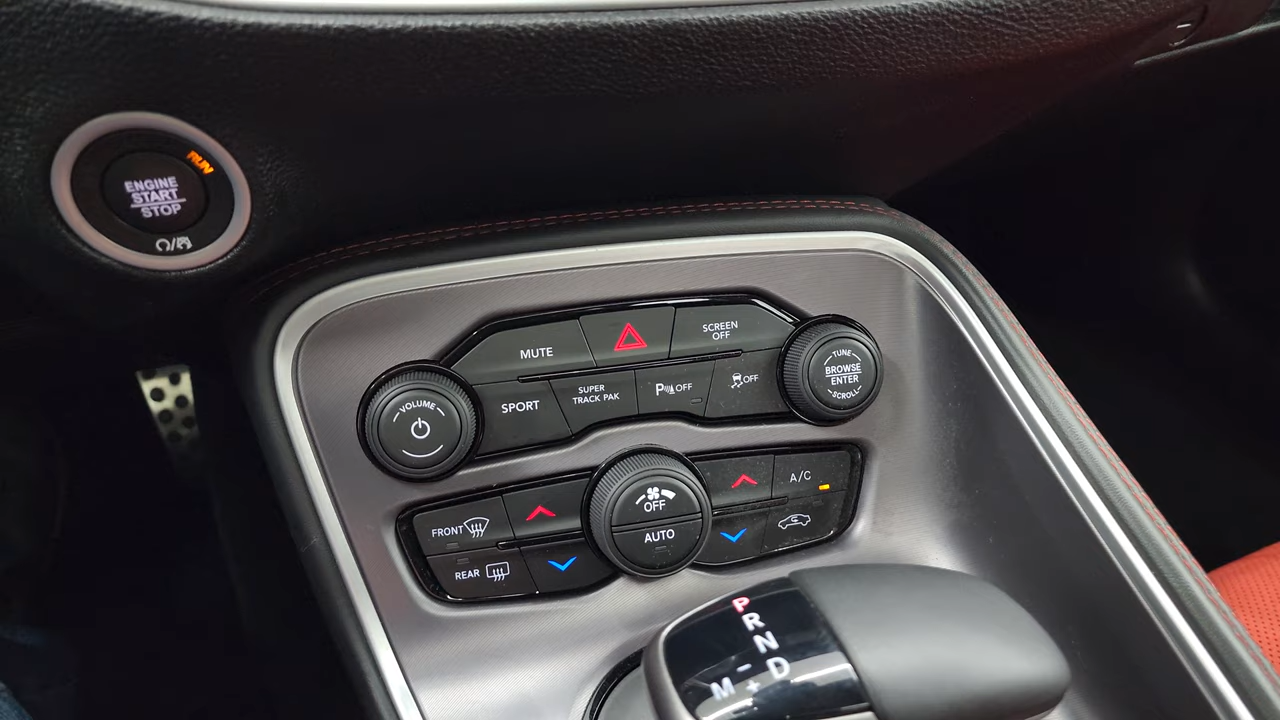 RUN
ENGINE
START
STOP
MUTE
SCREEN
OFF
SPORT
SUPER
TRACK PAK
P OFF
OFF
VOLUME
TUNE
BROWSE
ENTER
SCROLL
FRONT
REAR
OFF
AUTO
A/C
P
R
N
D
M - +